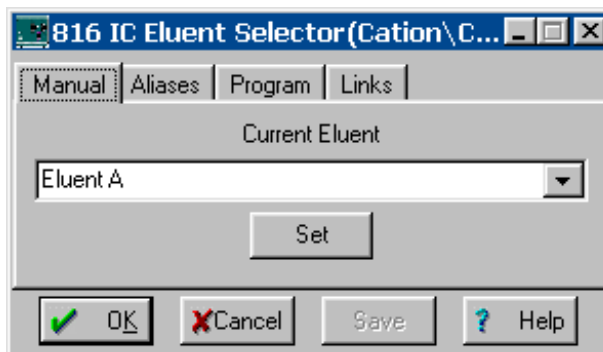 816 IC Eluent Selector(Cation\C...
Manual Aliases Program Links
Current Eluent
Eluent A
Set
OK Cancel Save Help